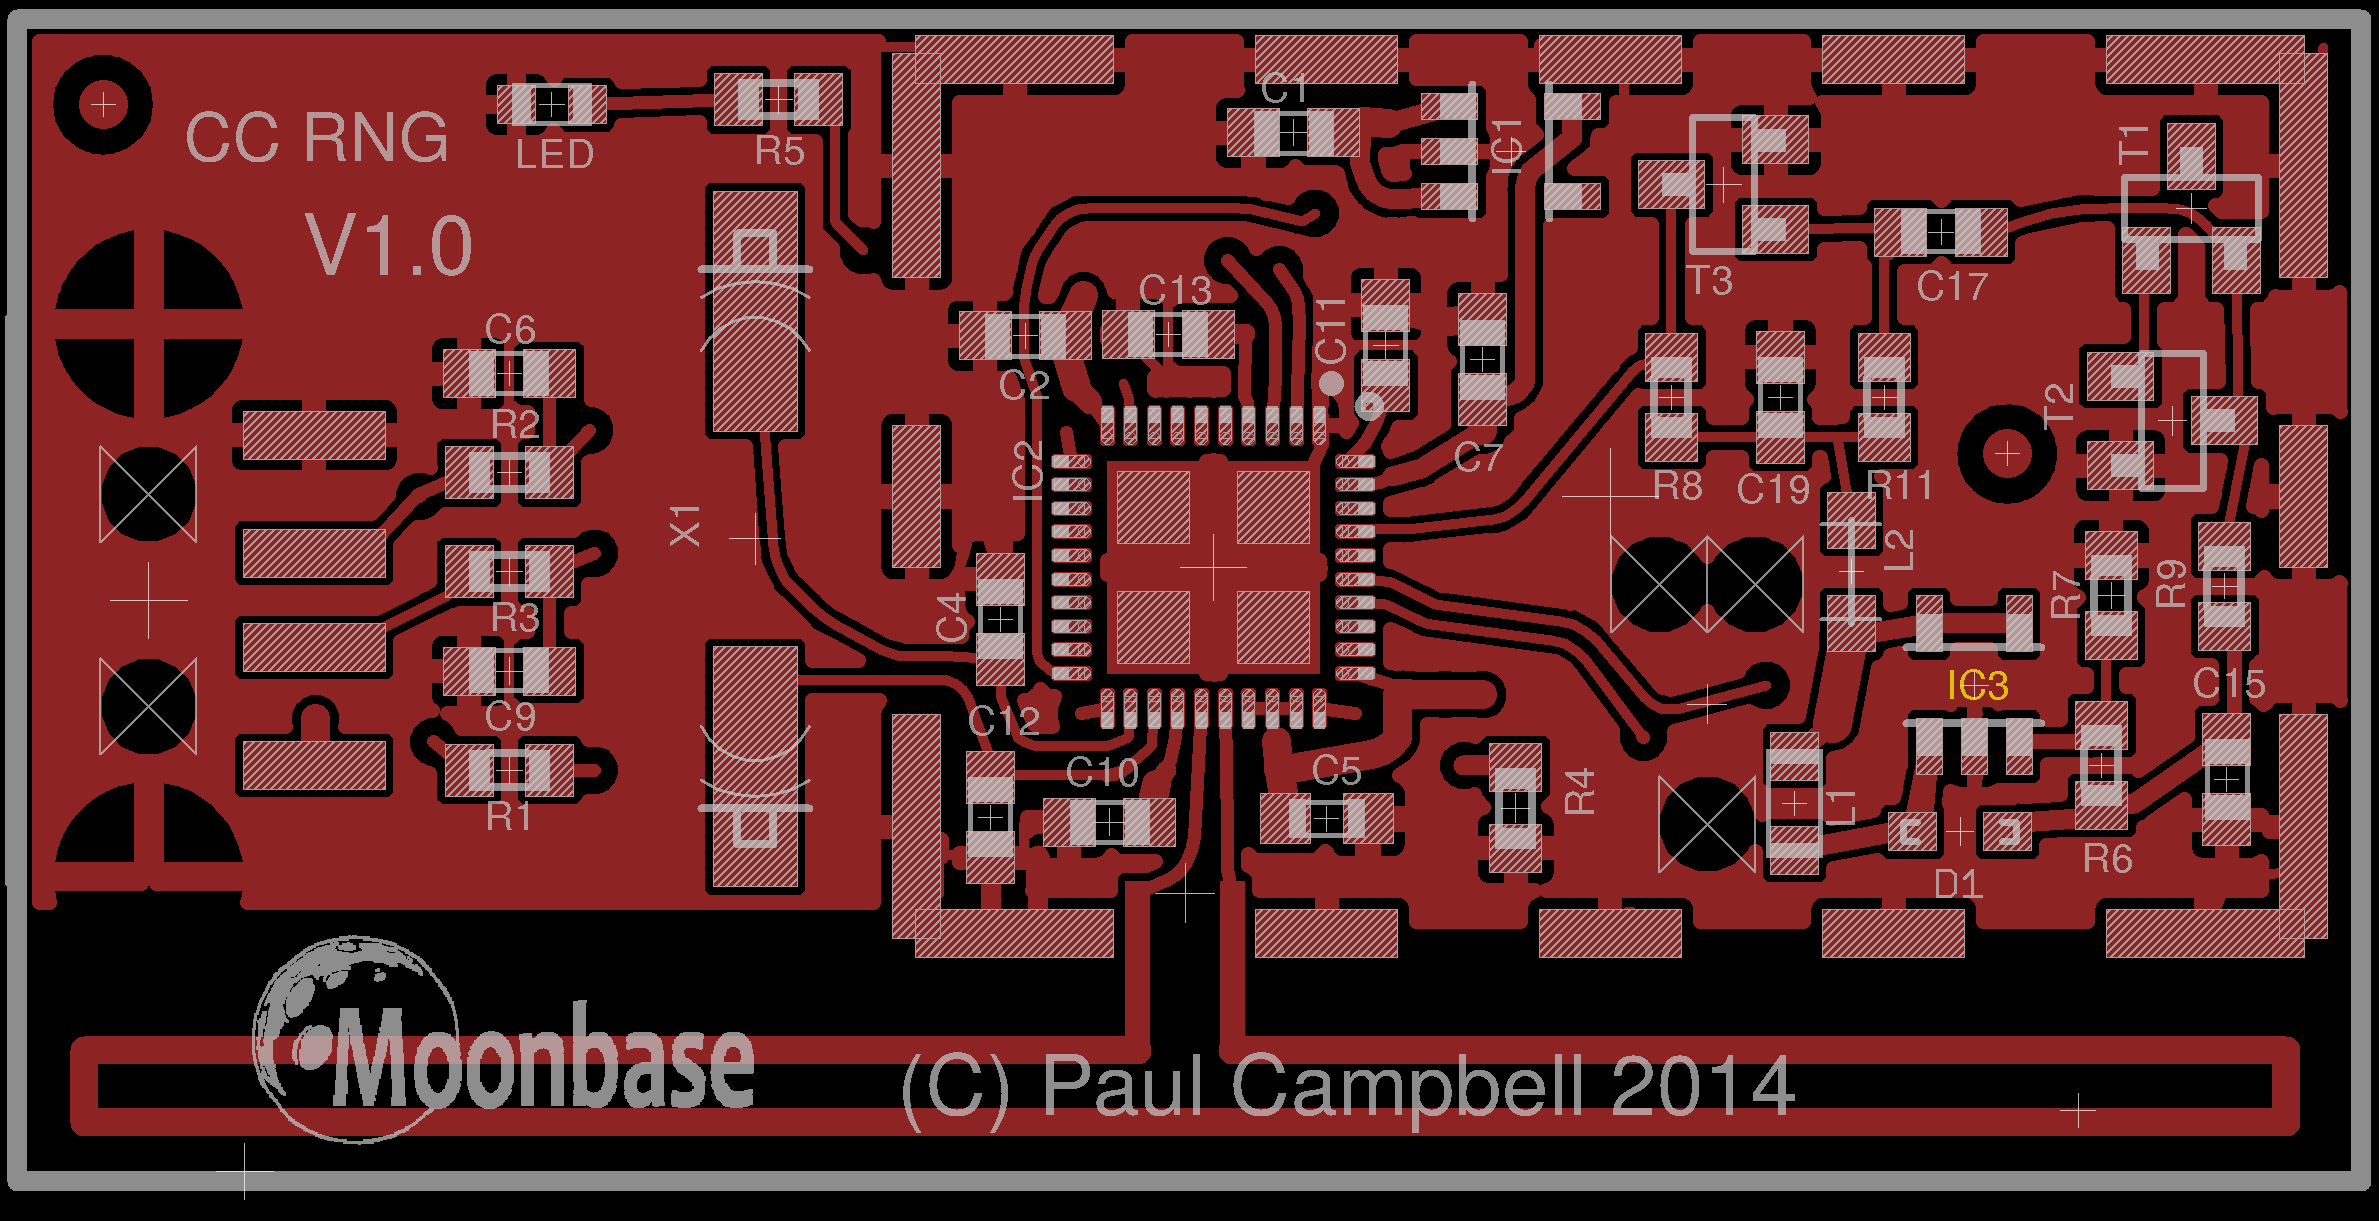 CC RNG
V1.0
LED
R5
C1
IC1
T1
T3
C17
C6
R2
C2
C13
C11
C7
IC2
X1
R8
C19
R11
T2
L2
R7
R9
R3
C4
C9
C12
C10
C5
R1
R4
L1
IC3
C15
R6
D1
Moonbase
(C) Paul Campbell 2014